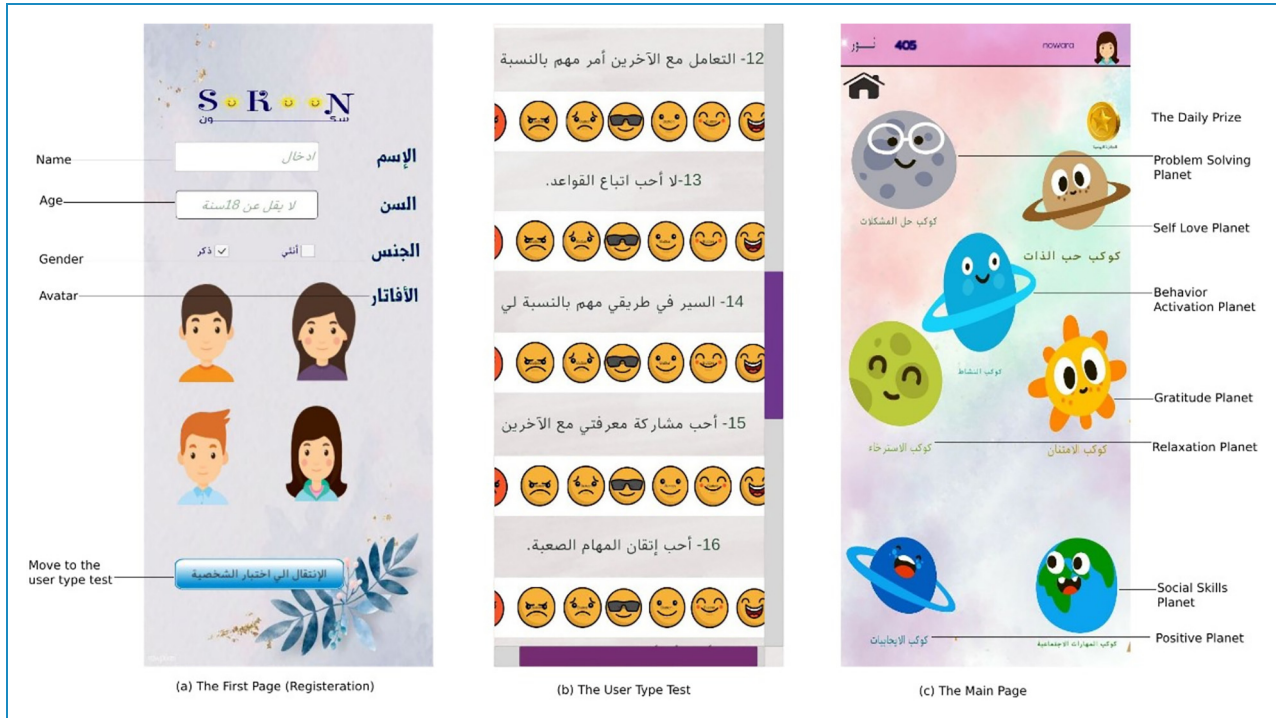 SOKOON
سكون
الإسم
ادخال
السن
لا يقل عن 18سنة
الجنس
أنثي
ذكر
الأفاتار
الإنتقال الي اختبار الشخصية
Name
Age
Gender
Avatar
Move to the
user type test
(a) The First Page (Registeration)
12- التعامل مع الآخرين أمر مهم بالنسبة
13-لا أحب اتباع القواعد.
14- السير في طريقي مهم بالنسبة لي
15- أحب مشاركة معرفتي مع الآخرين
16- أحب إتقان المهام الصعبة.
(b) The User Type Test
نور
405
nowara
كوكب حل المشكلات
كوكب حب الذات
كوكب النشاط
كوكب الاسترخاء
كوكب الامتنان
كوكب الايجابيات
كوكب المهارات الاجتماعية
The Daily Prize
Problem Solving
Planet
Self Love Planet
Behavior
Activation Planet
Gratitude Planet
Relaxation Planet
Social Skills
Planet
Positive Planet
(c) The Main Page